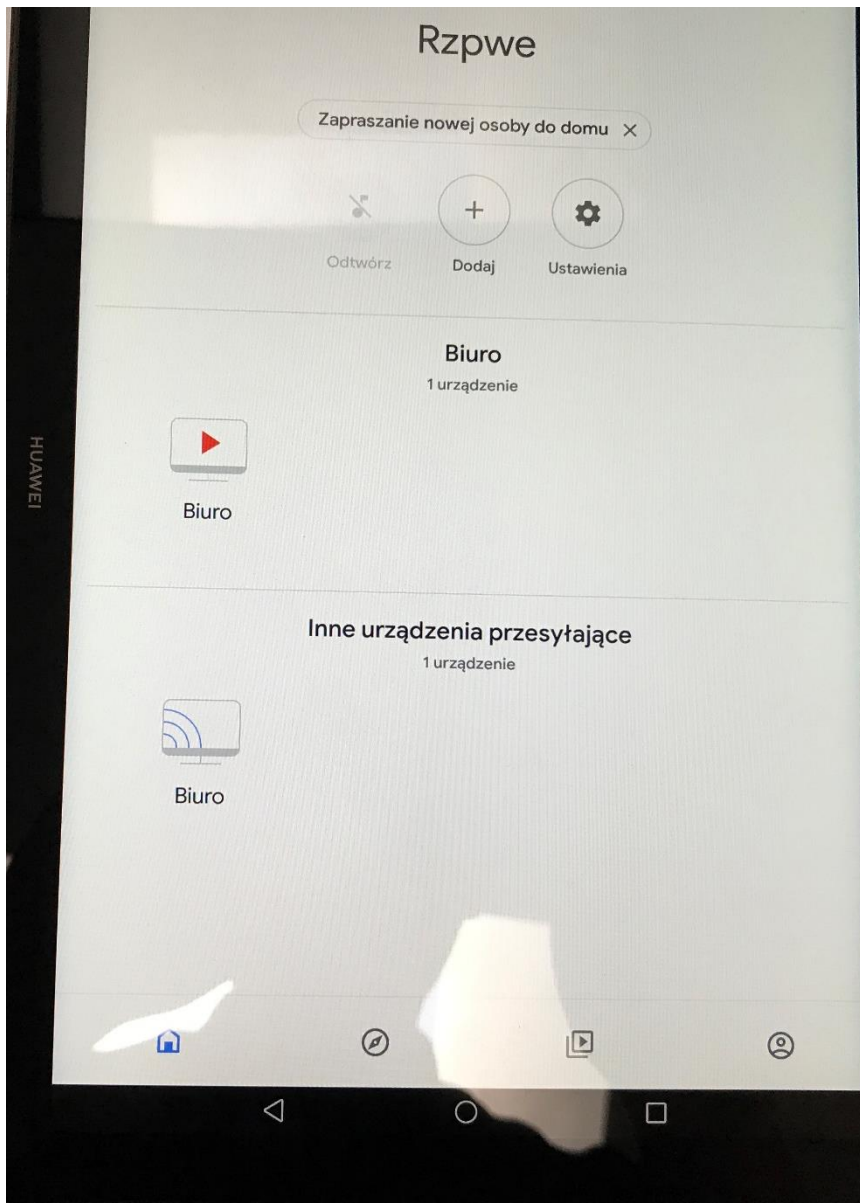 Rzpwe
Zapraszanie nowej osoby do domu
Odtwórz
Dodaj
Ustawienia
Biuro
1 urządzenie
HUAWEI
Biuro
Inne urządzenia przesyłające
1 urządzenie
Biuro